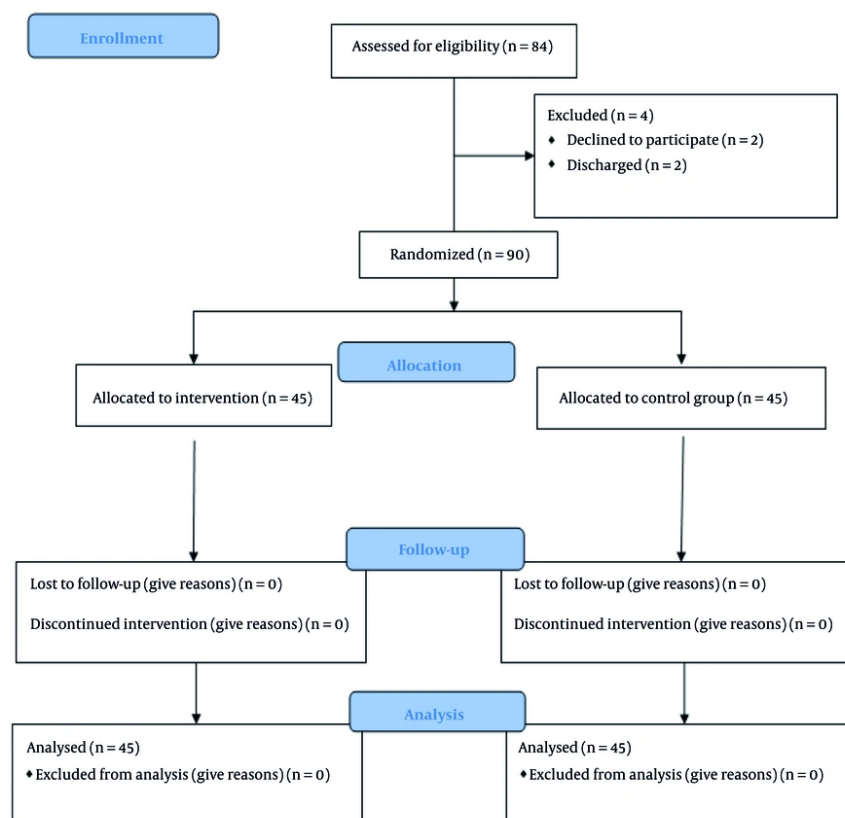 Enrollment
Assessed for eligibility (n = 84)
Excluded (n = 4)
♦ Declined to participate (n = 2)
♦ Discharged (n = 2)
Randomized (n = 90)
Allocation
Allocated to intervention (n = 45)
Allocated to control group (n = 45)
Follow-up
Lost to follow-up (give reasons) (n = 0)
Discontinued intervention (give reasons) (n = 0)
Lost to follow-up (give reasons) (n = 0)
Discontinued intervention (give reasons) (n = 0)
Analysis
Analysed (n = 45)
♦ Excluded from analysis (give reasons) (n = 0)
Analysed (n = 45)
♦ Excluded from analysis (give reasons) (n = 0)